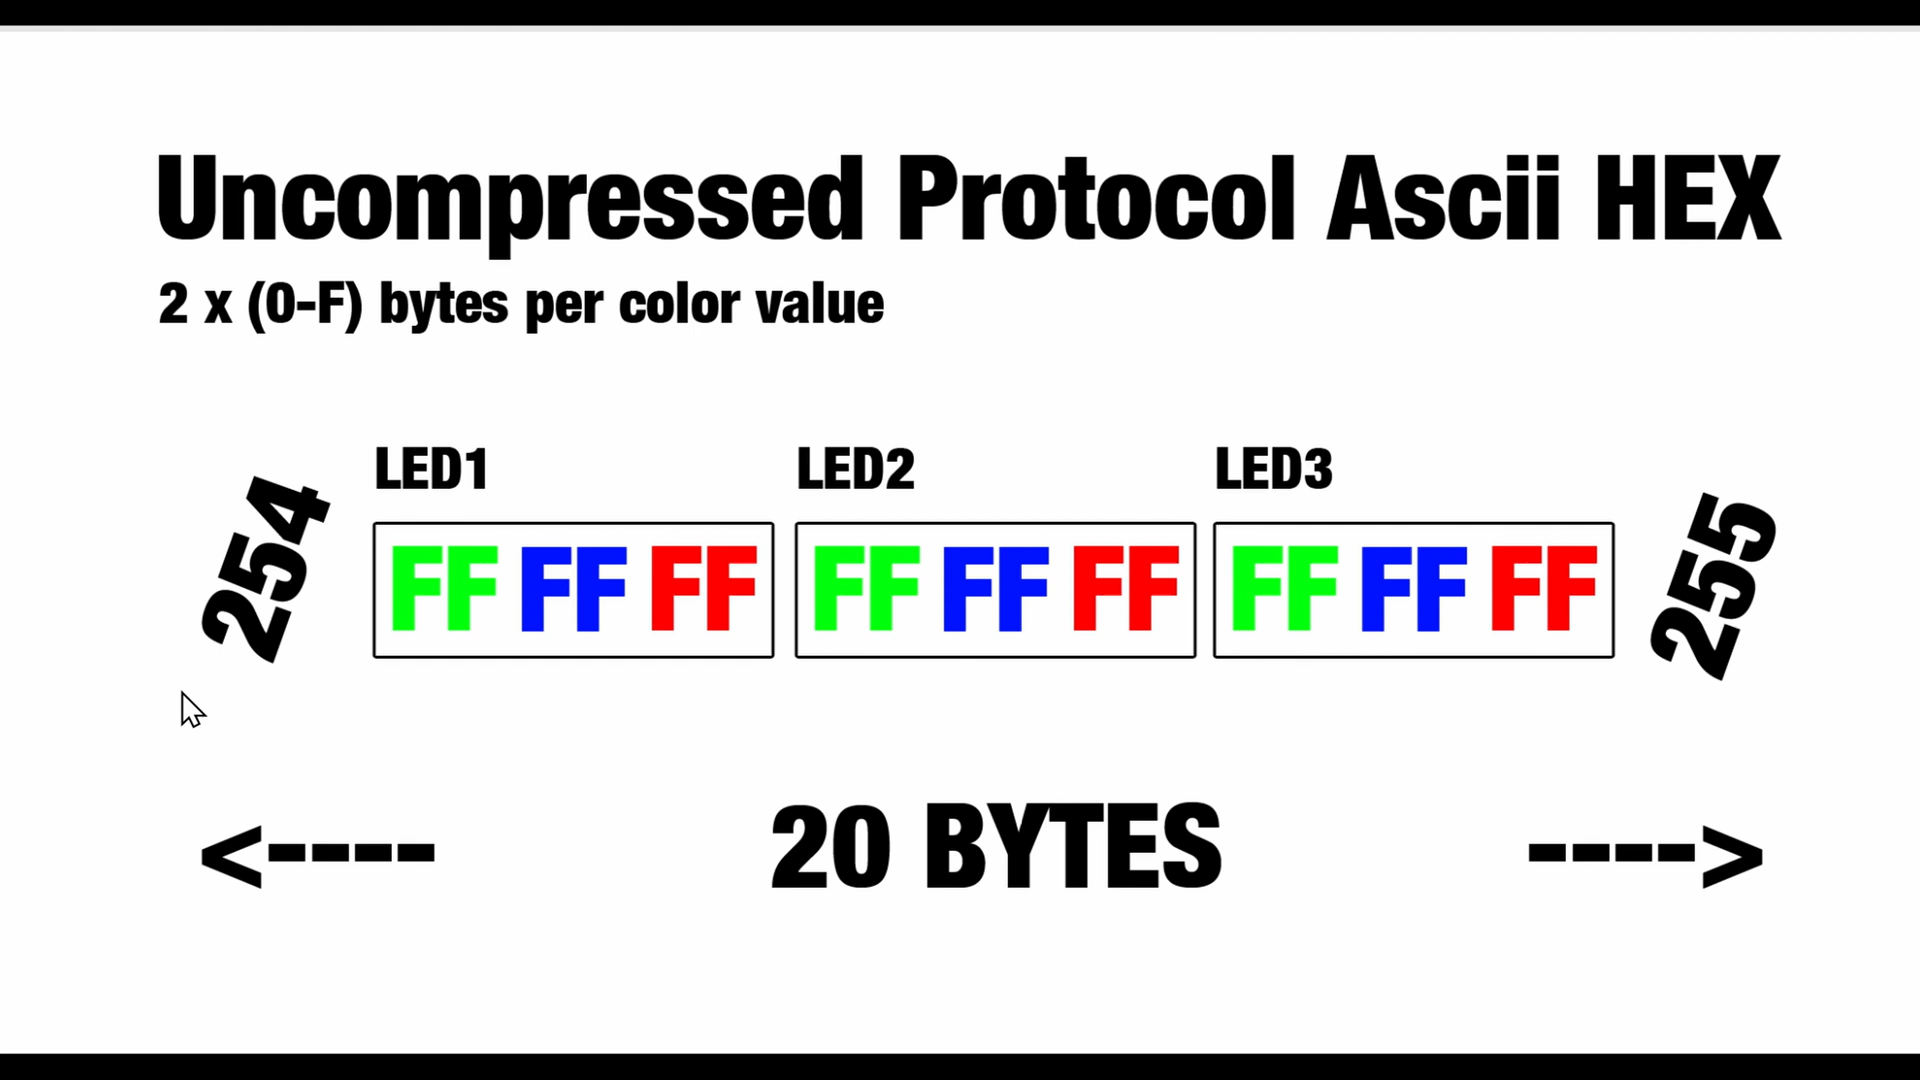 Uncompressed Protocol Ascii HEX
2 x (0-F) bytes per color value
LED1 LED2 LED3
254 FF FF FF FF FF FF FF FF FF 255
<---- 20 BYTES ---->